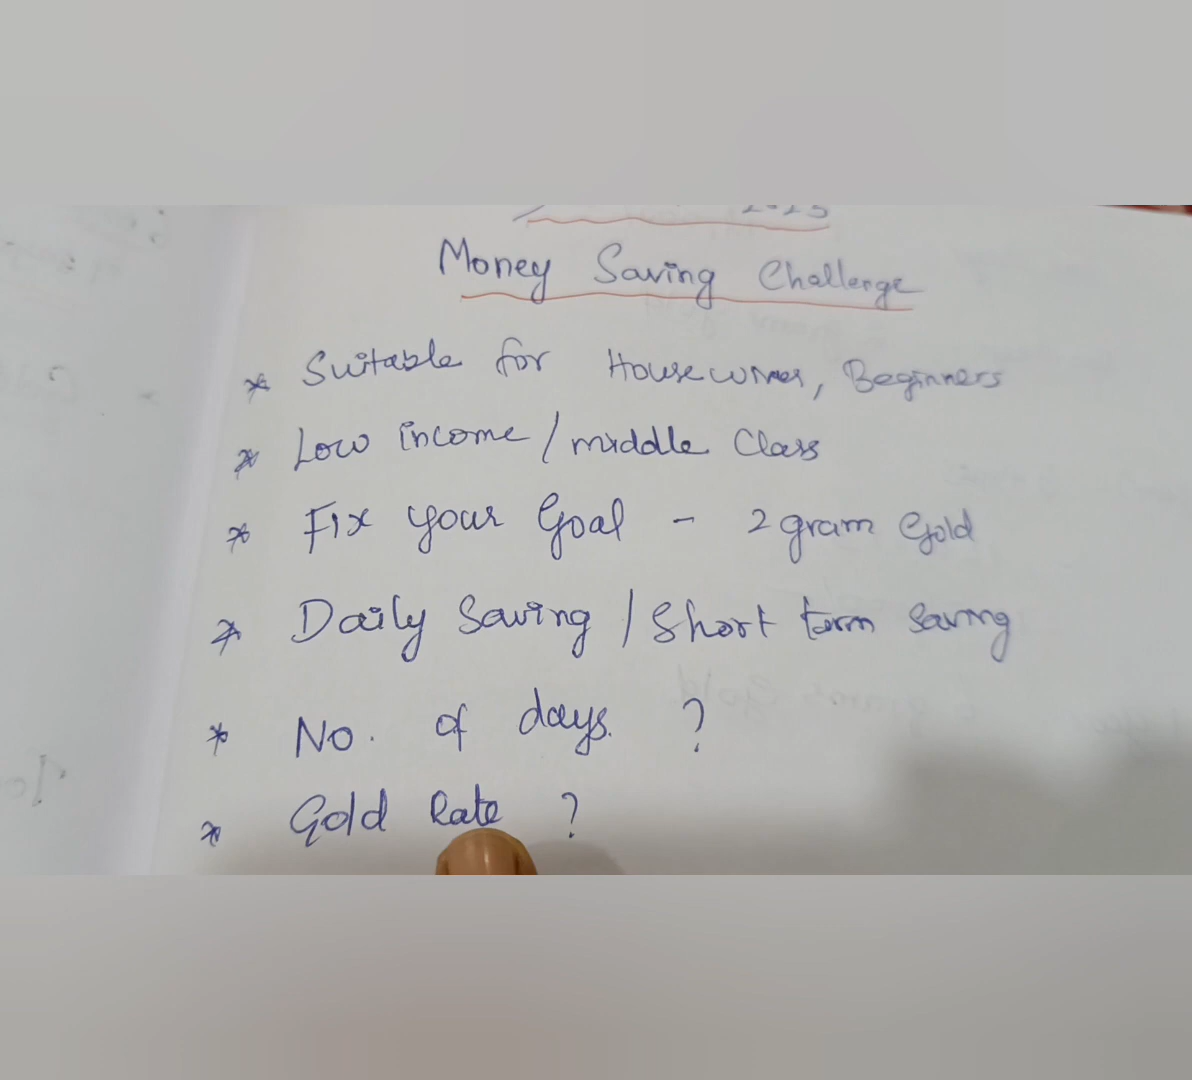 Money Saving Challenge
* Suitable for Housewives, Beginners
* Low income / middle Class
* Fix your Goal - 2 gram Gold
* Daily Saving / Short term saving
* No. of days. ?
* Gold Rate ?